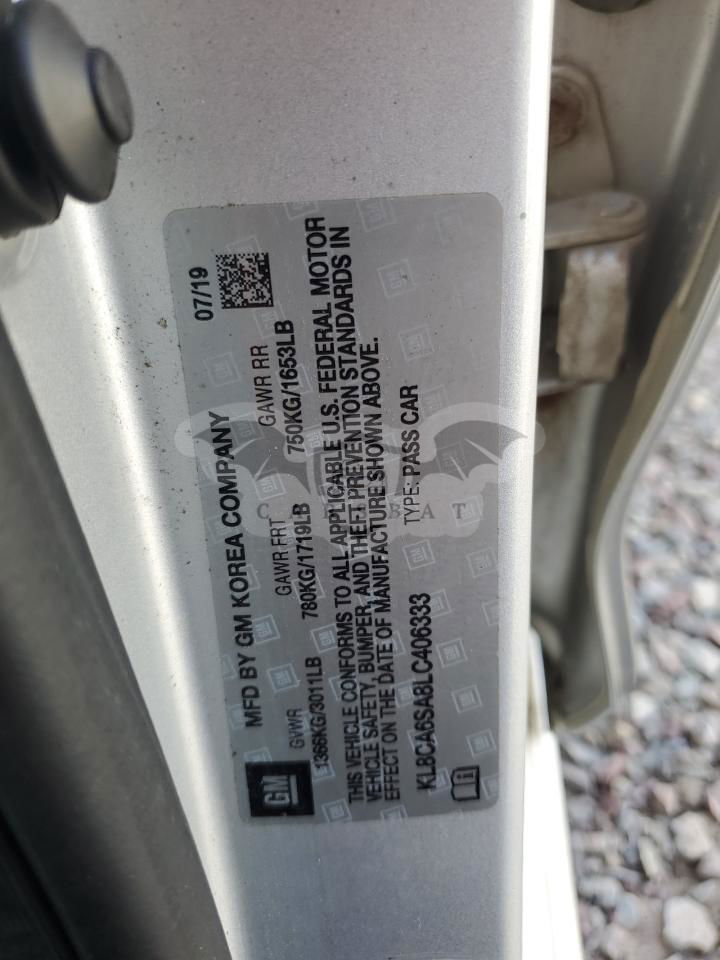 MFD BY GM KOREA COMPANY
07/19
GVWR
GAWR FRT
GAWR RR
1366KG/3011LB
780KG/1719LB
750KG/1653LB
THIS VEHICLE CONFORMS TO ALL APPLICABLE U.S. FEDERAL MOTOR
VEHICLE SAFETY, BUMPER, AND THEFT PREVENTION STANDARDS IN
EFFECT ON THE DATE OF MANUFACTURE SHOWN ABOVE.
KL8CA6SA8LC406333
TYPE: PASS CAR
GM